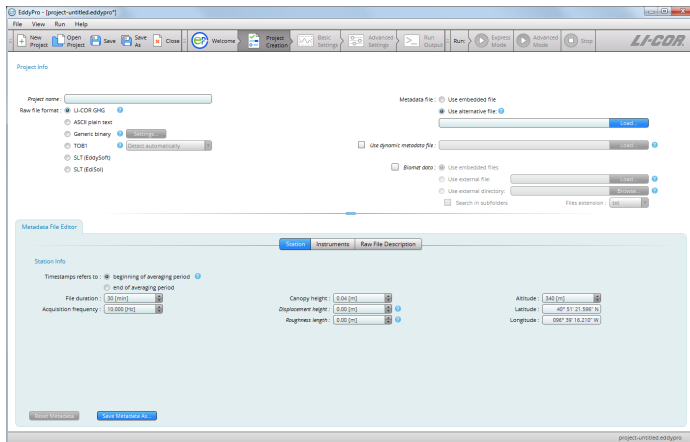 EddyPro - [project-untitled.eddypro*]
File View Run Help
New Project
Open Project
Save
Save As
Close
Welcome
Project Creation
Basic Settings
Advanced Settings
Run Output
Run:
Express Mode
Advanced Mode
Stop
LI-COR.
Project Info
Project name :
Metadata file : Use embedded file
Raw file format : LI-COR GHG ?
Use alternative file: ?
ASCII plain text
Load...
Generic binary ? Settings...
TOB1 ? Detect automatically
Use dynamic metadata file : Load... ?
SLT (EddySoft)
SLT (EdiSol)
Biomet data : Use embedded files
Use external file: Load... ?
Use external directory: Browse... ?
Search in subfolders Files extension : txt
Metadata File Editor
Station Instruments Raw File Description
Station Info
Timestamps refers to : beginning of averaging period ?
end of averaging period
File duration : 30 [min] Canopy height : 0.04 [m] Altitude : 340 [m]
Acquisition frequency : 10.000 [Hz] Displacement height : 0.00 [m] ? Latitude : 40° 51' 21.596" N
Roughness length : 0.00 [m] ? Longitude : 096° 39' 16.210" W
Reset Metadata Save Metadata As...
project-untitled.eddypro